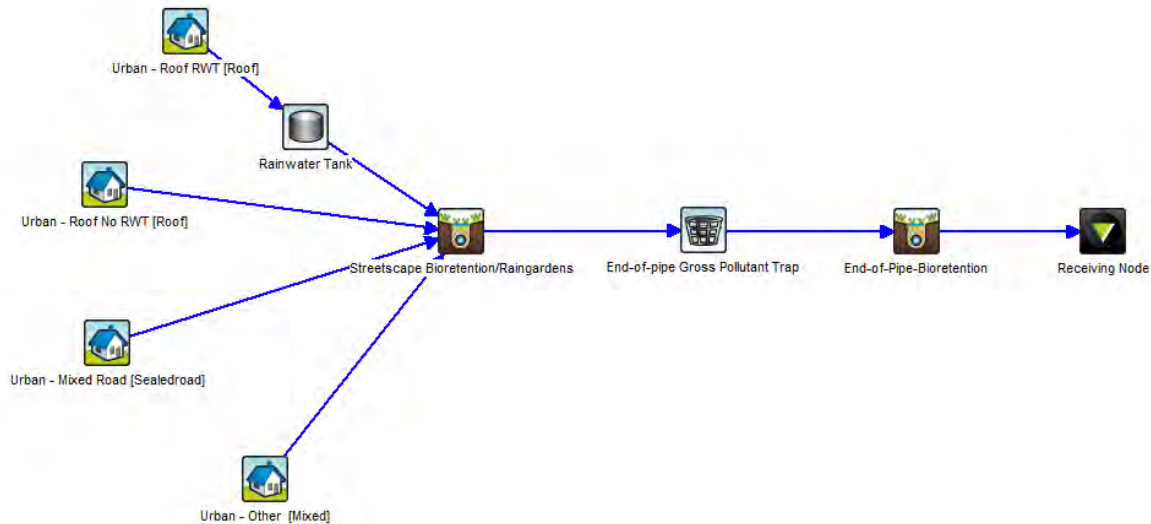 Urban - Roof RWT [Roof]
Rainwater Tank
Urban - Roof No RWT [Roof]
Streetscape Bioretention/Raingardens
End-of-pipe Gross Pollutant Trap
End-of-Pipe-Bioretention
Receiving Node
Urban - Mixed Road [Sealedroad]
Urban - Other [Mixed]